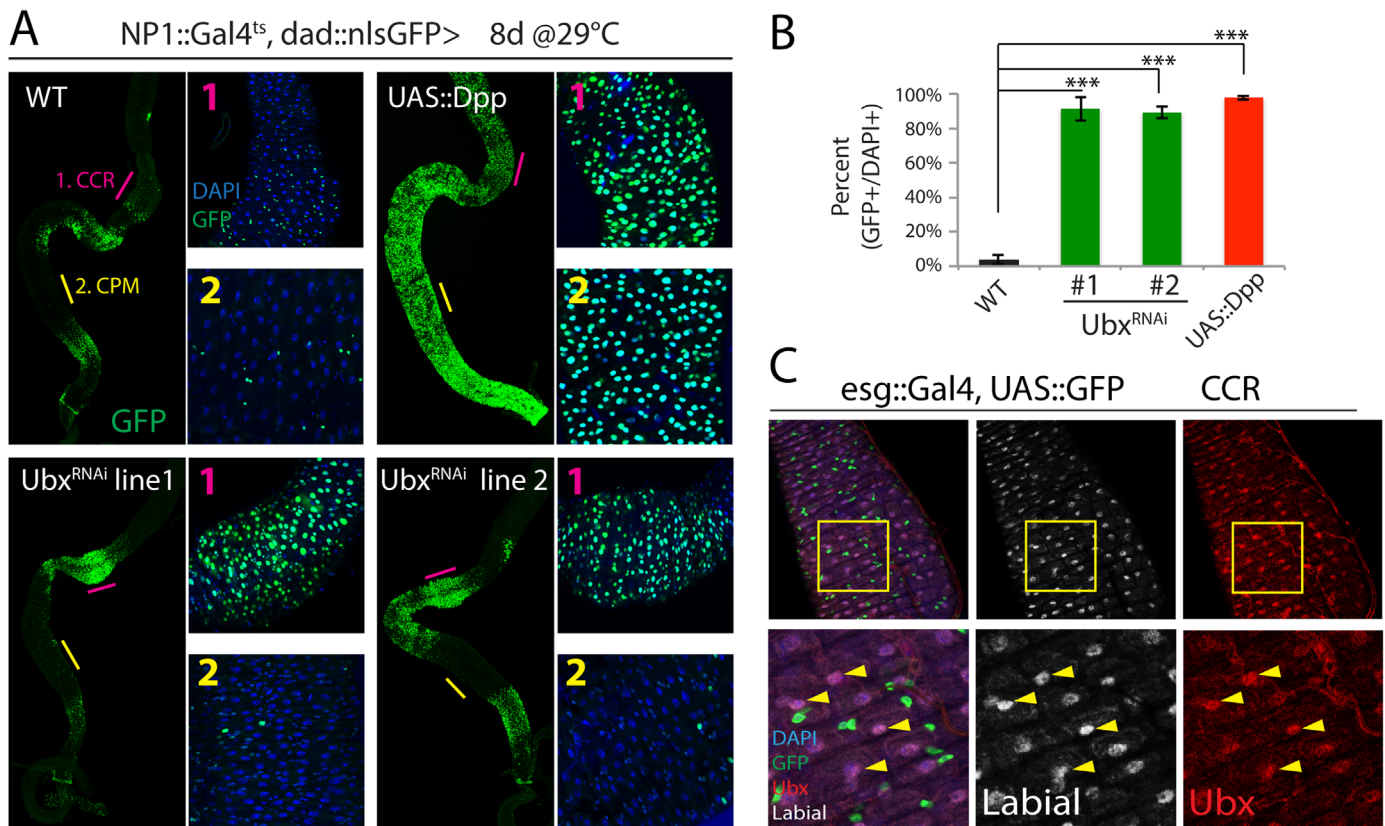 A
NP1::Gal4ts, dad::nlsGFP> 8d @29°C
WT
1. CCR
2. CPM
GFP
1
DAPI
GFP
2
UAS::Dpp
1
2
UbxRNAi line1
1
2
UbxRNAi line 2
1
2
B
***
***
***
100%
80%
60%
40%
20%
0%
Percent
(GFP+/DAPI+)
WT
#1
#2
UbxRNAi
UAS::Dpp
C
esg::Gal4, UAS::GFP CCR
DAPI
GFP
Ubx
Labial
Labial
Ubx